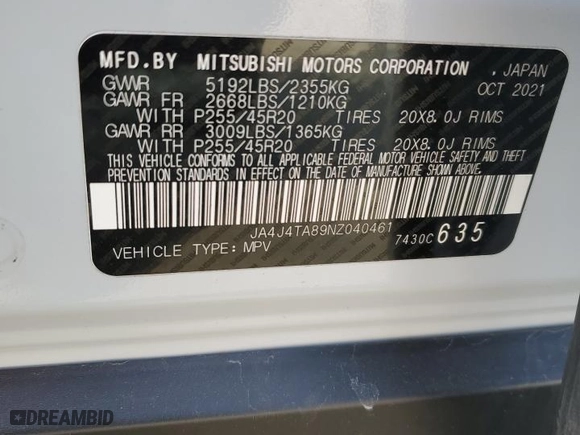 MFD.BY MITSUBISHI MOTORS CORPORATION , JAPAN
GVWR 5192LBS/2355KG OCT 2021
GAWR FR 2668LBS/1210KG
WITH P255/45R20 TIRES 20X8.0J RIMS
GAWR RR 3009LBS/1365KG
WITH P255/45R20 TIRES 20X8.0J RIMS
THIS VEHICLE CONFORMS TO ALL APPLICABLE FEDERAL MOTOR VEHICLE SAFETY AND THEFT
PREVENTION STANDARDS IN EFFECT ON THE DATE OF MANUFACTURE SHOWN ABOVE.
JA4J4TA89NZ040461
VEHICLE TYPE: MPV 7430C 635
DREAMBID